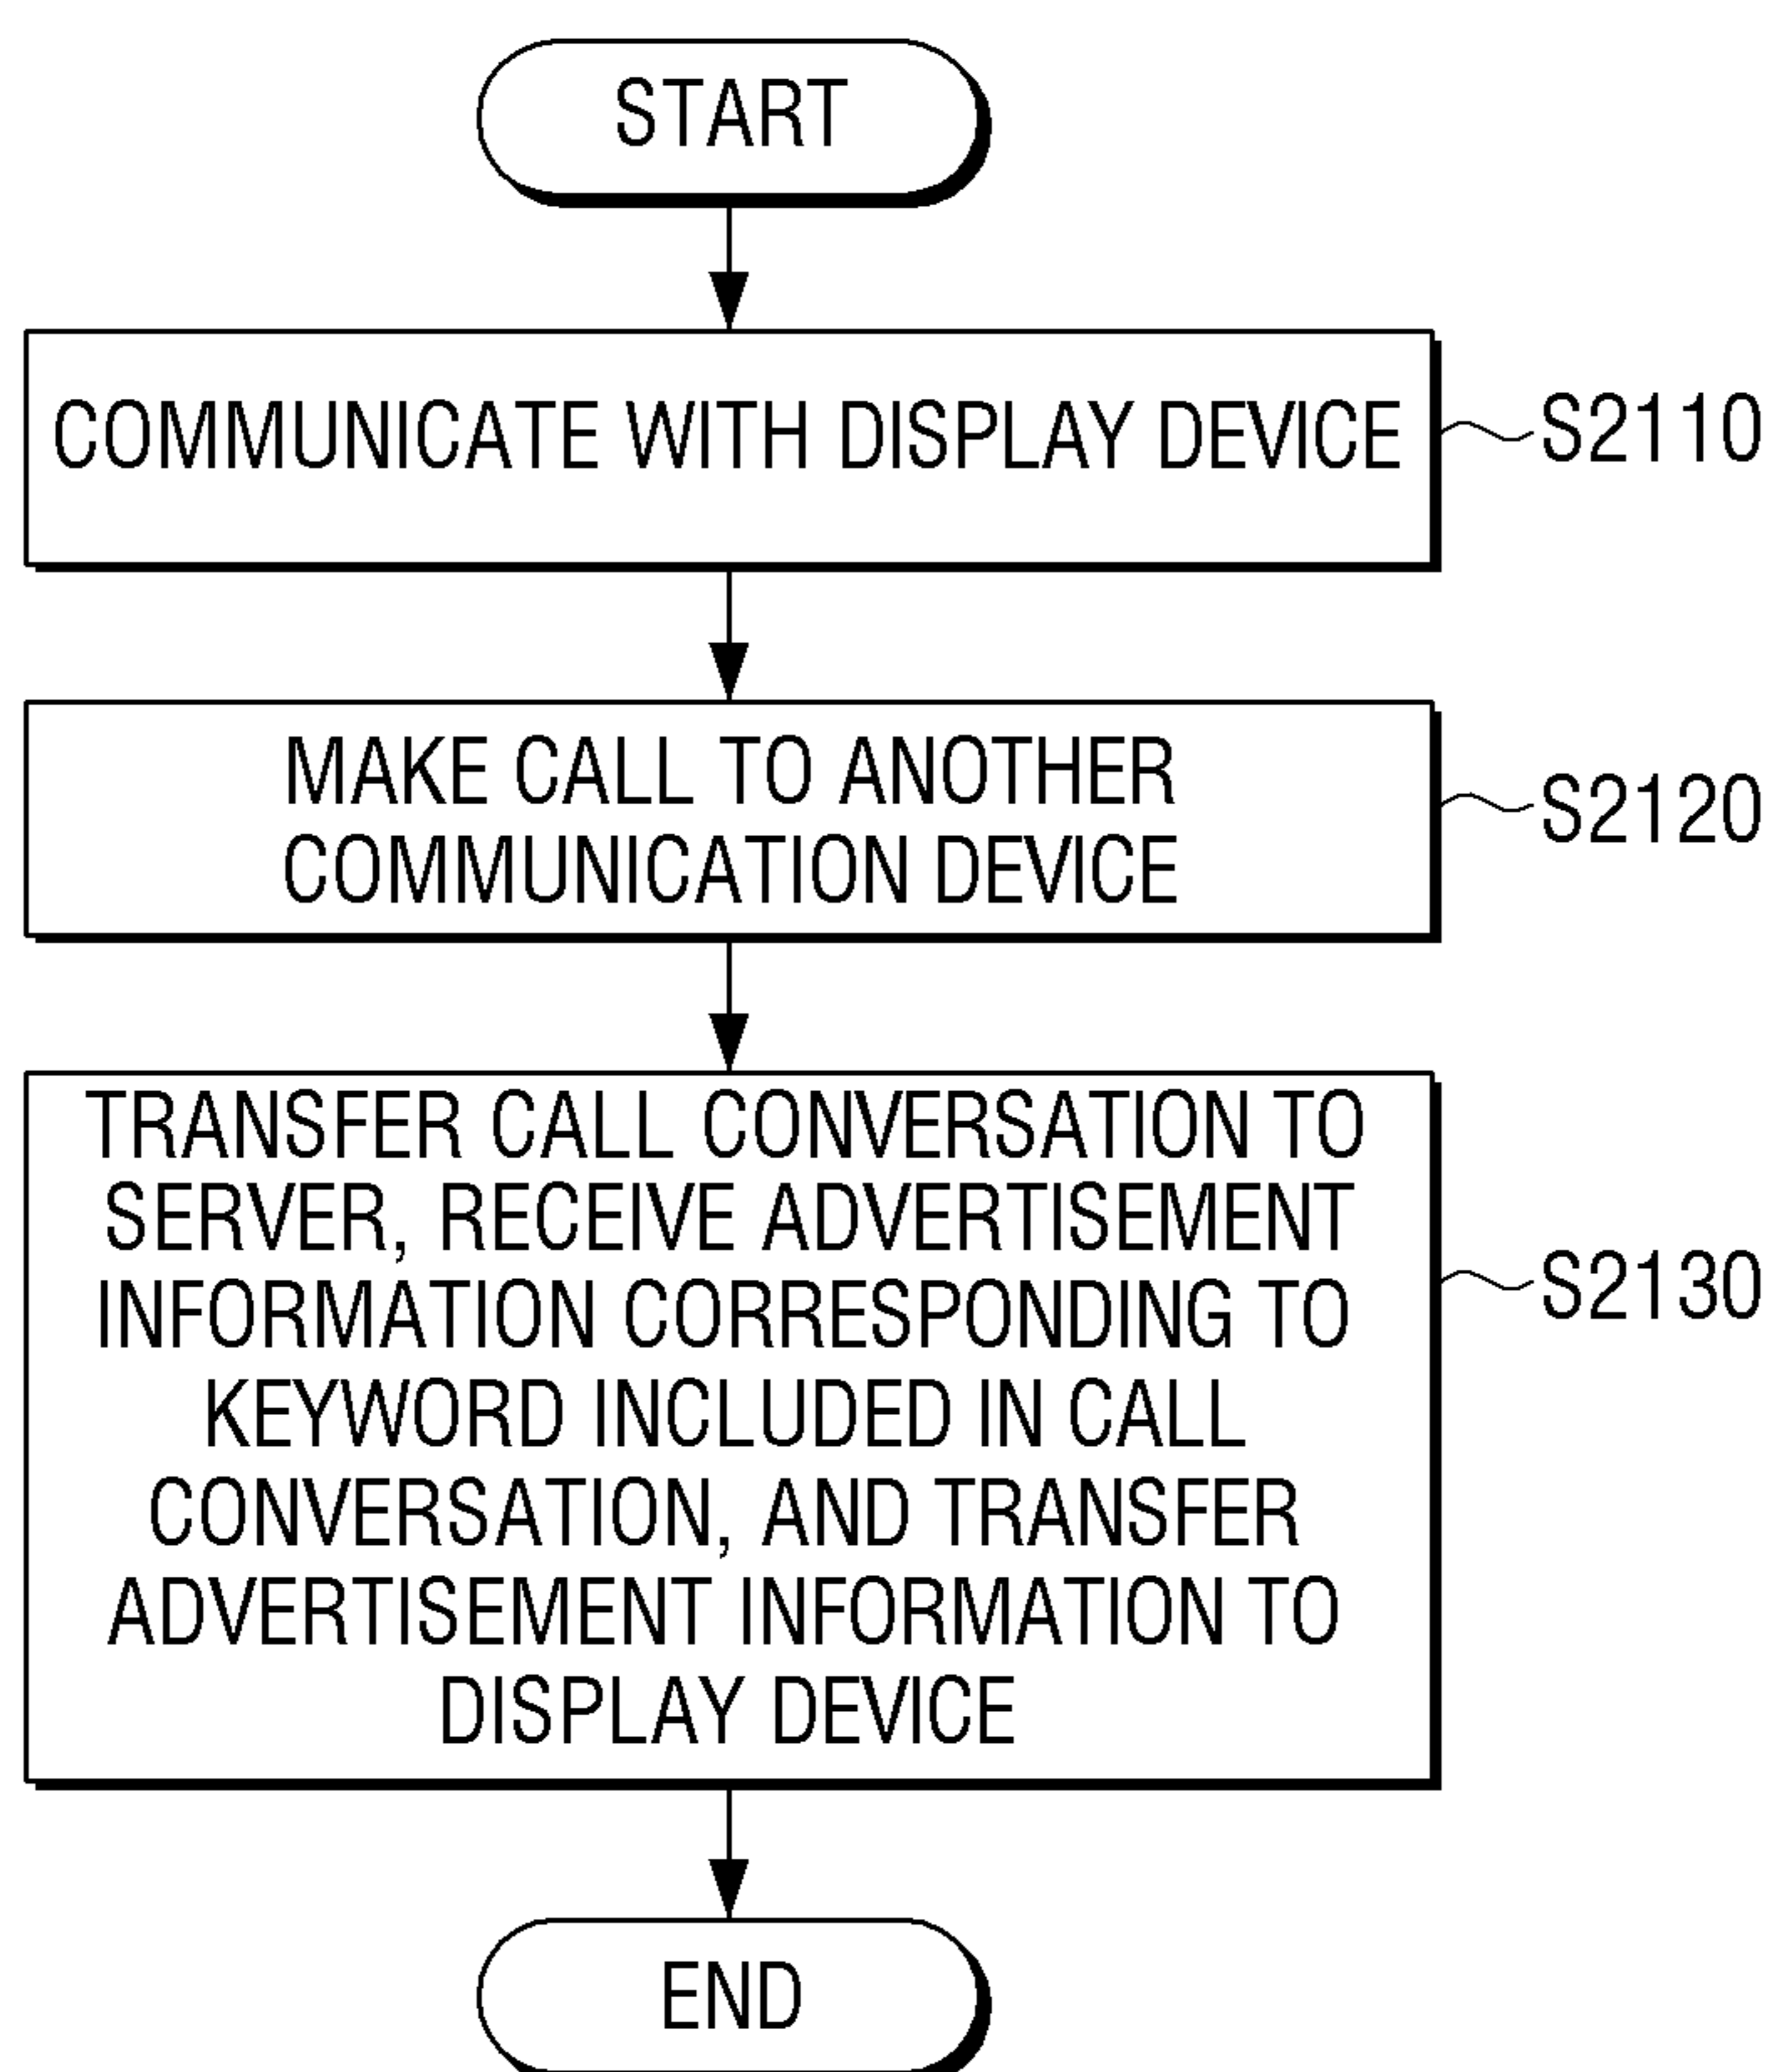 START
COMMUNICATE WITH DISPLAY DEVICE
S2110
MAKE CALL TO ANOTHER
COMMUNICATION DEVICE
S2120
TRANSFER CALL CONVERSATION TO
SERVER, RECEIVE ADVERTISEMENT
INFORMATION CORRESPONDING TO
KEYWORD INCLUDED IN CALL
CONVERSATION, AND TRANSFER
ADVERTISEMENT INFORMATION TO
DISPLAY DEVICE
S2130
END